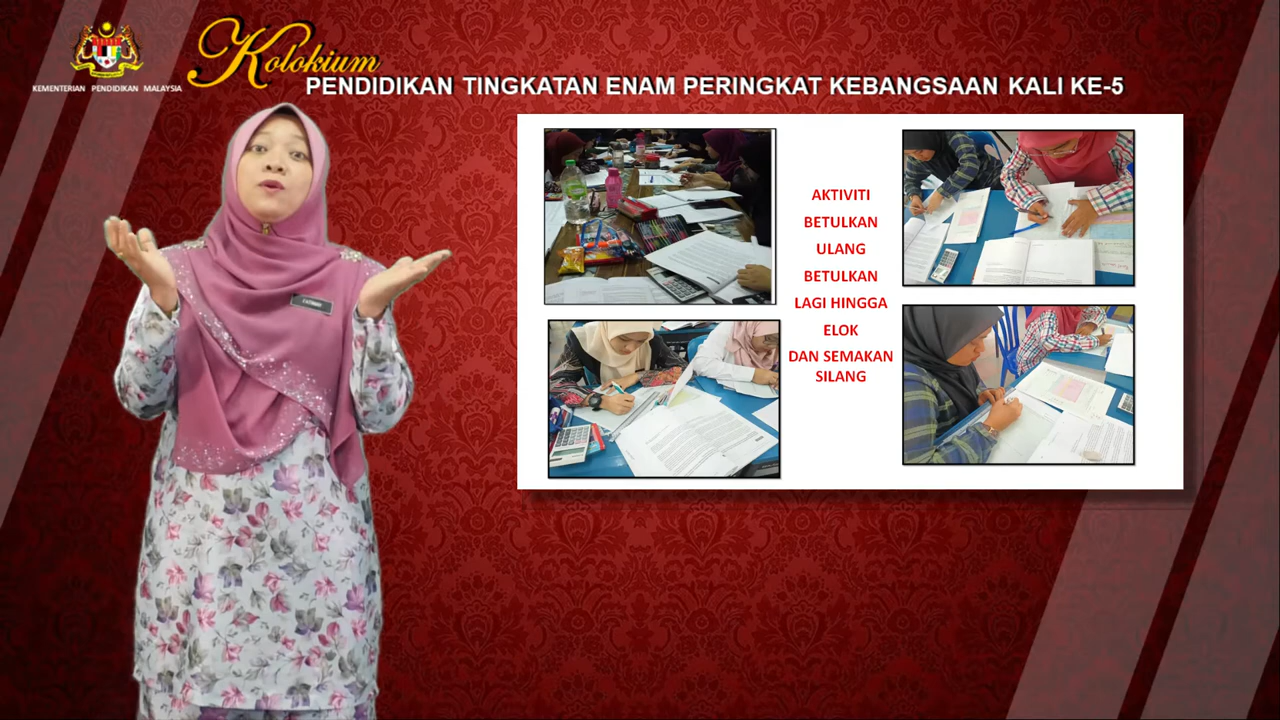 Kolokium
KEMENTERIAN PENDIDIKAN MALAYSIA
PENDIDIKAN TINGKATAN ENAM PERINGKAT KEBANGSAAN KALI KE-5
AKTIVITI
BETULKAN
ULANG
BETULKAN
LAGI HINGGA
ELOK
DAN SEMAKAN
SILANG